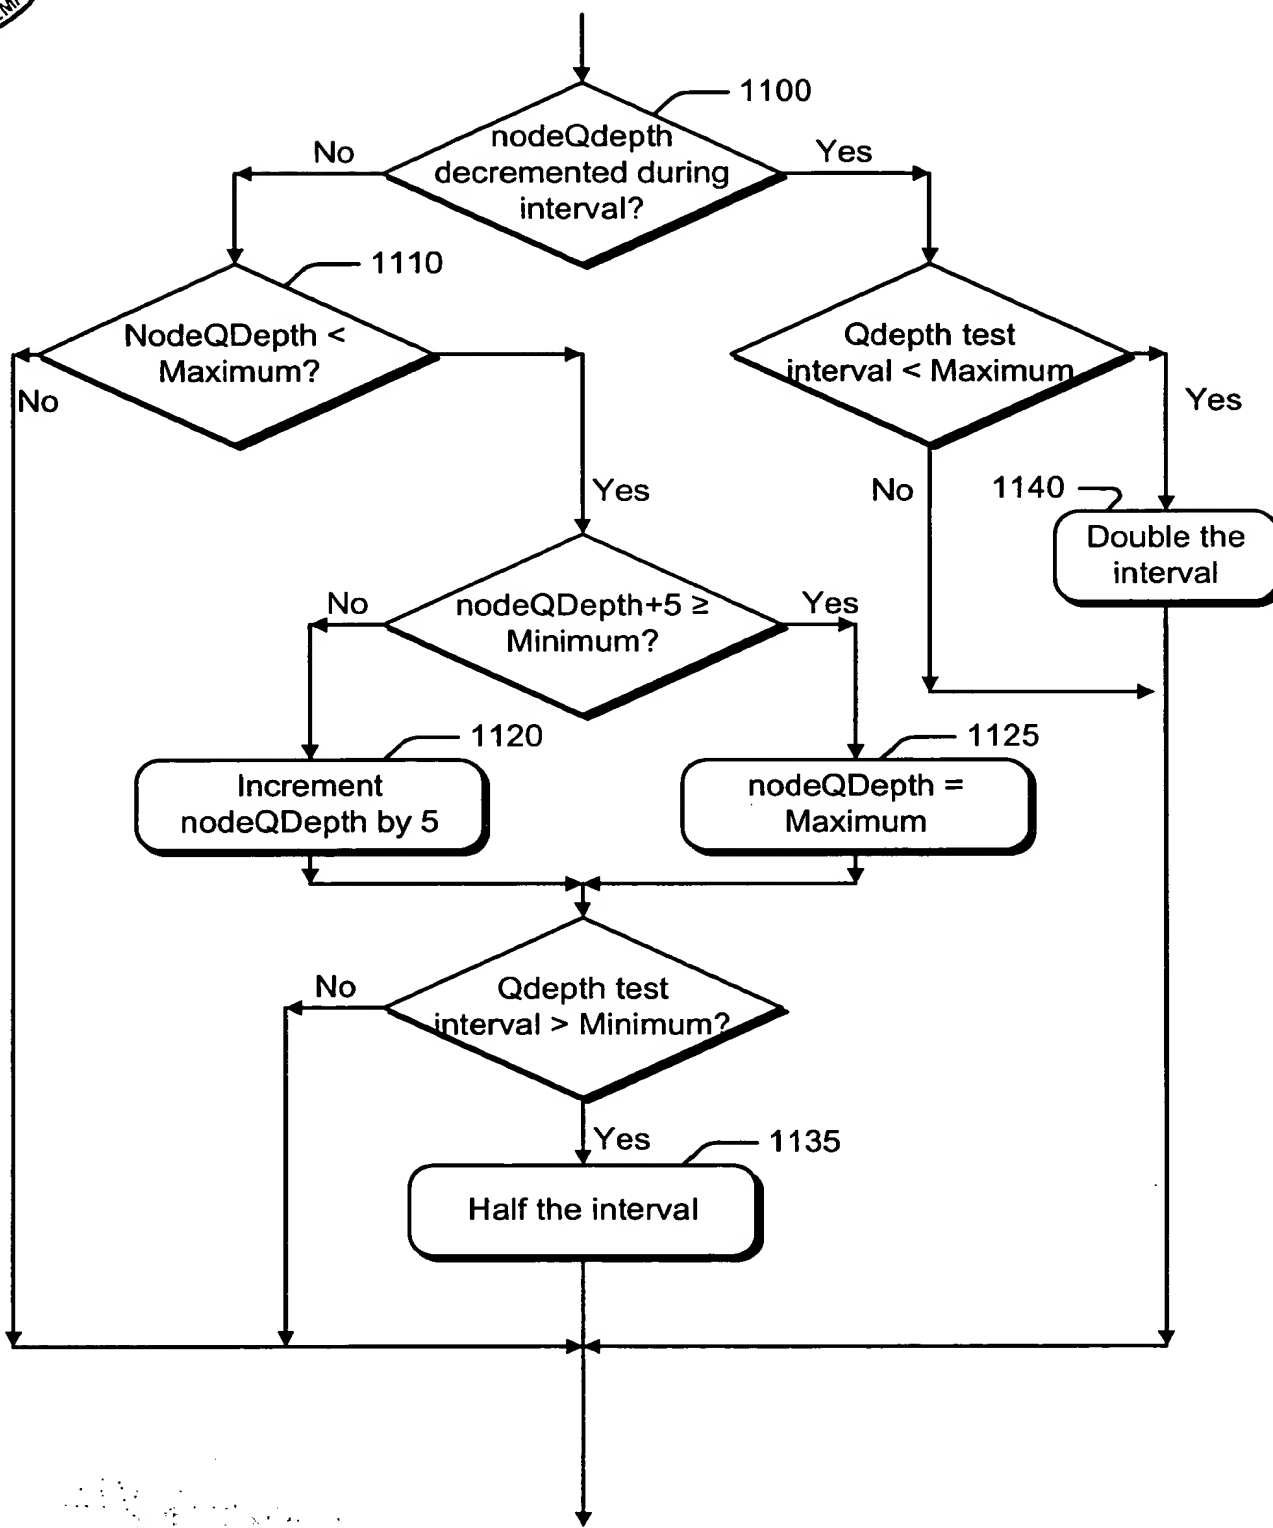 1100
nodeQdepth
decremented during
interval?
No
Yes
1110
NodeQDepth <
Maximum?
No
Yes
Qdepth test
interval < Maximum
Yes
No
1140
Double the
interval
nodeQDepth+5 ≥
Minimum?
No
Yes
1120
Increment
nodeQDepth by 5
1125
nodeQDepth =
Maximum
Qdepth test
interval > Minimum?
No
Yes
1135
Half the interval